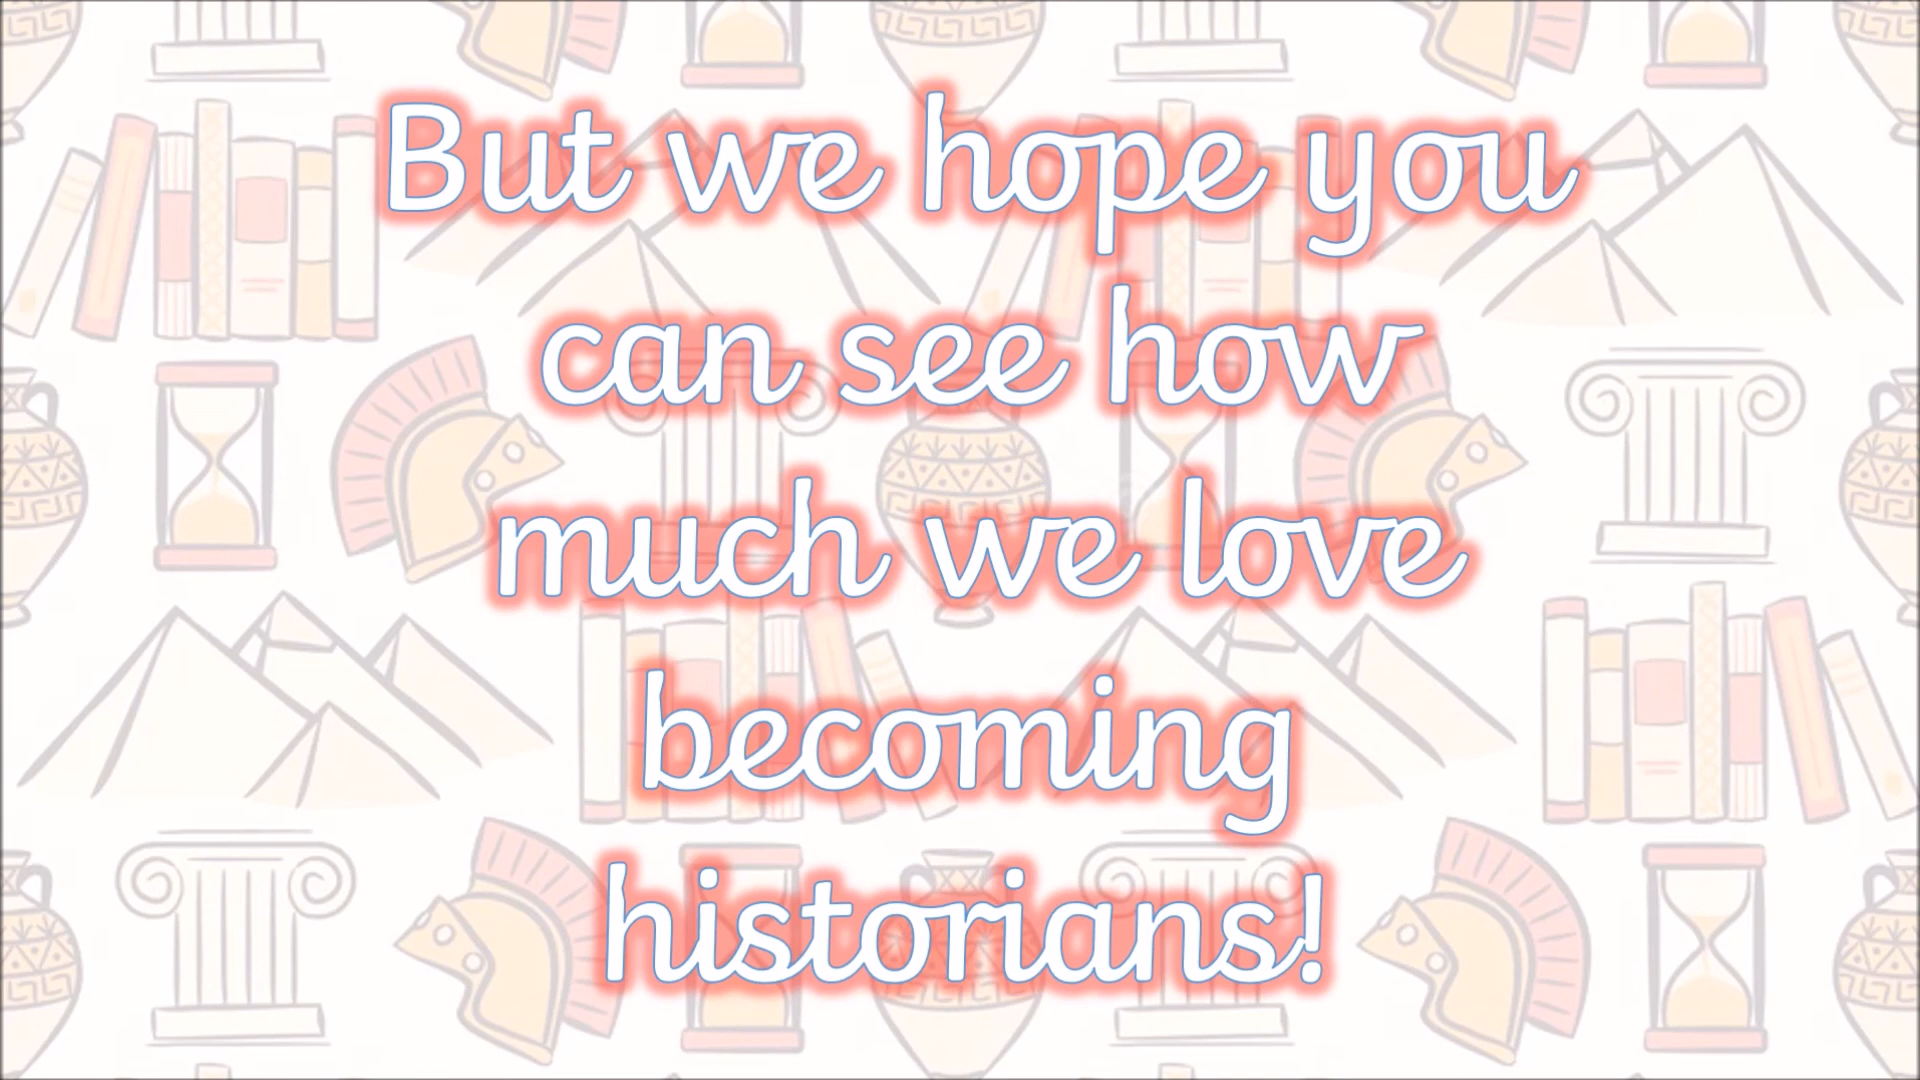 But we hope you
can see how
much we love
becoming
historians!